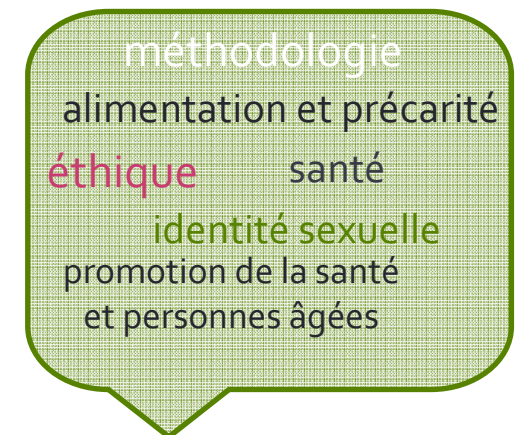 méthodologie
alimentation et précarité
éthique santé
identité sexuelle
promotion de la santé
et personnes âgées